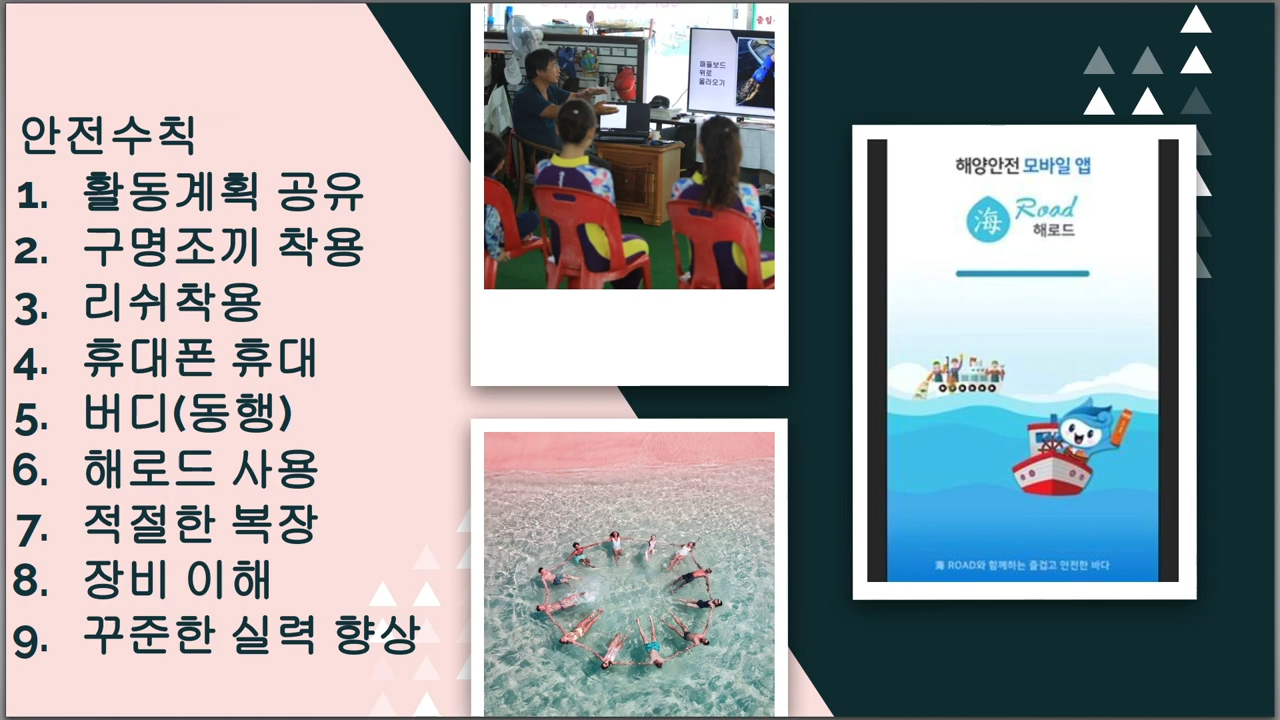 안전수칙
1. 활동계획 공유
2. 구명조끼 착용
3. 리쉬착용
4. 휴대폰 휴대
5. 버디(동행)
6. 해로드 사용
7. 적절한 복장
8. 장비 이해
9. 꾸준한 실력 향상
패들보드
위로
올라오기
해양안전 모바일 앱
海 Road
해로드
海 ROAD와 함께하는 즐겁고 안전한 바다